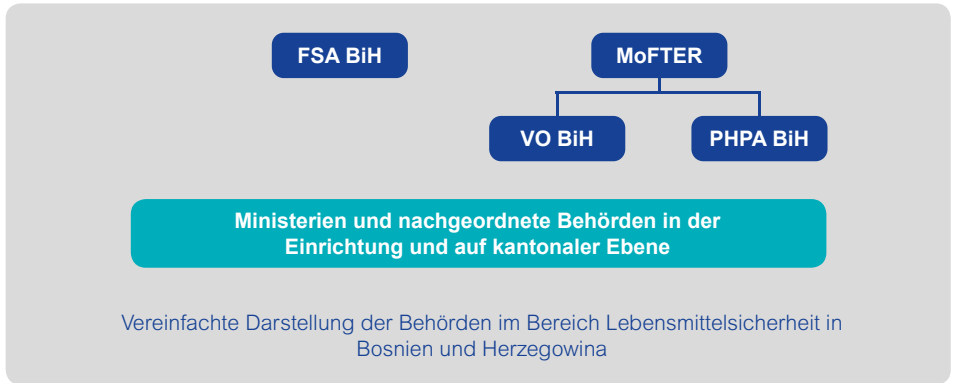 FSA BiH
MoFTER
VO BiH
PHPA BiH
Ministerien und nachgeordnete Behörden in der
Einrichtung und auf kantonaler Ebene
Vereinfachte Darstellung der Behörden im Bereich Lebensmittelsicherheit in
Bosnien und Herzegowina